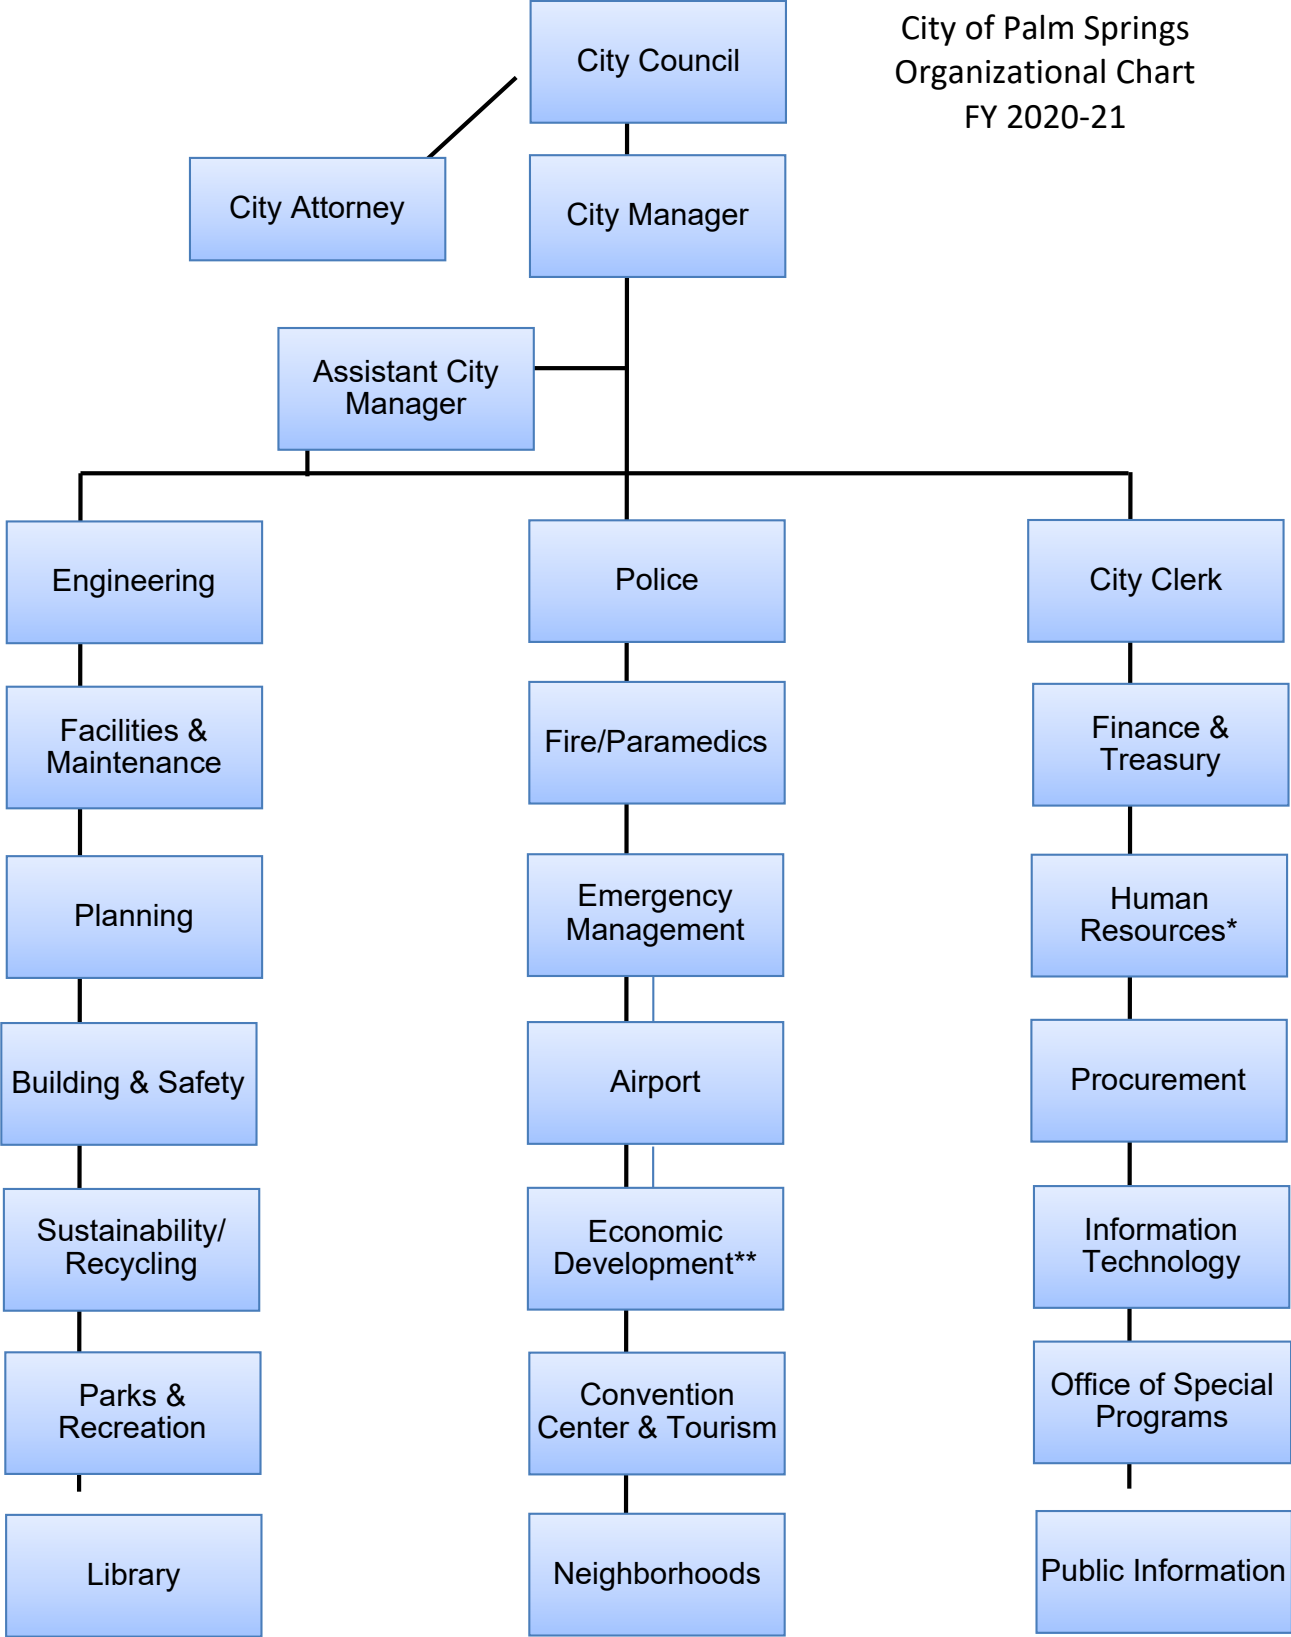 City of Palm Springs
Organizational Chart
FY 2020-21
City Council
City Attorney
City Manager
Assistant City
Manager
Engineering
Police
City Clerk
Facilities &
Maintenance
Fire/Paramedics
Finance &
Treasury
Planning
Emergency
Management
Human
Resources*
Building & Safety
Airport
Procurement
Sustainability/
Recycling
Economic
Development**
Information
Technology
Parks &
Recreation
Convention
Center & Tourism
Office of Special
Programs
Library
Neighborhoods
Public Information